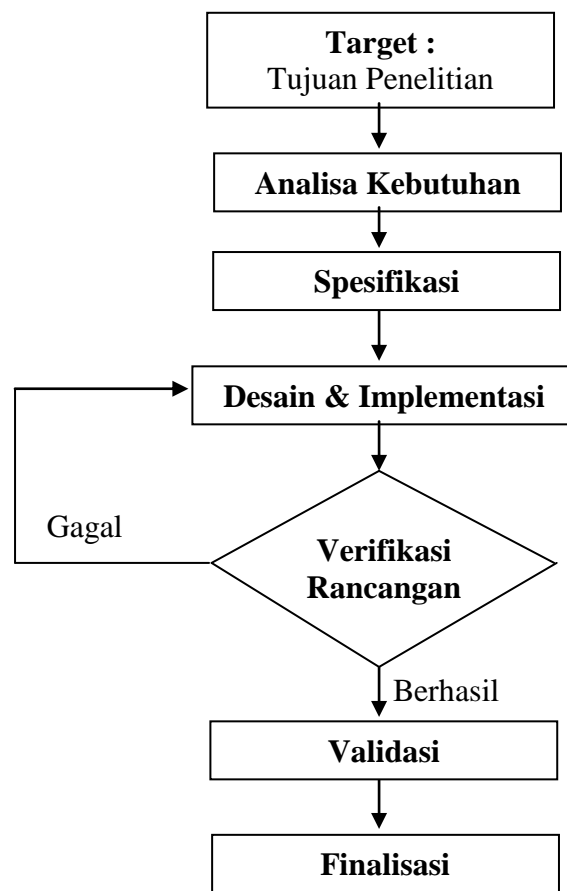 Target :
Tujuan Penelitian
Analisa Kebutuhan
Spesifikasi
Desain & Implementasi
Gagal
Verifikasi
Rancangan
Berhasil
Validasi
Finalisasi